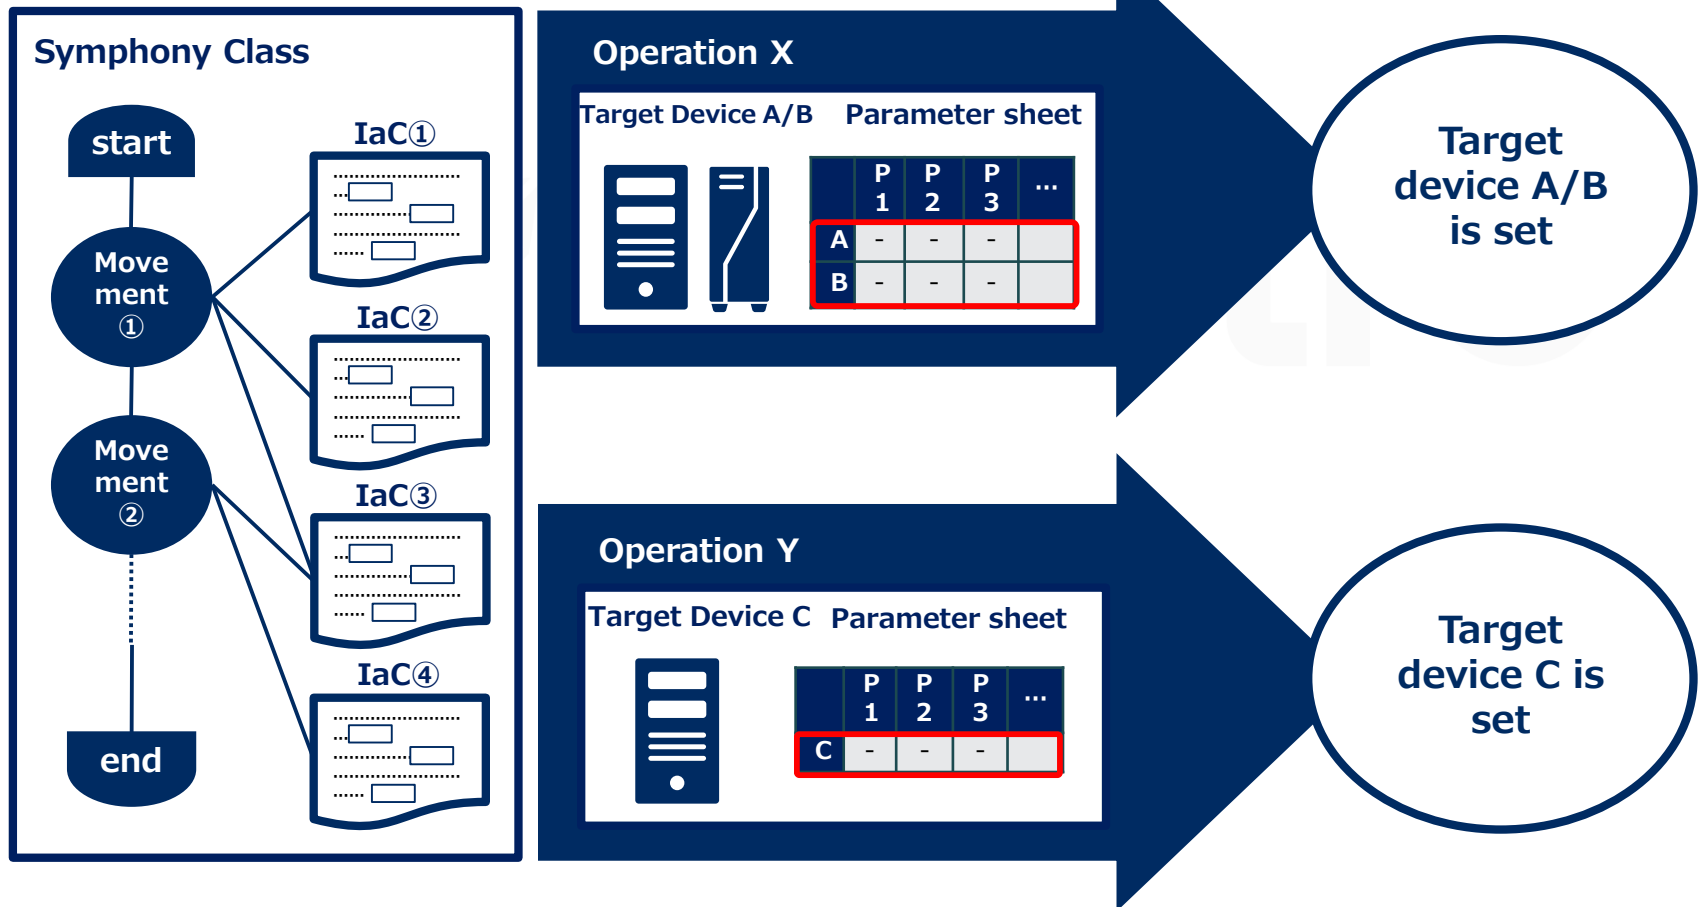 Symphony Class
start
Move
ment
①
Move
ment
②
end
IaC①
IaC②
IaC③
IaC④
Operation X
Target Device A/B
Parameter sheet
P P P ...
1 2 3
A - - -
B - - -
Target
device A/B
is set
Operation Y
Target Device C
Parameter sheet
P P P ...
1 2 3
C - - -
Target
device C is
set